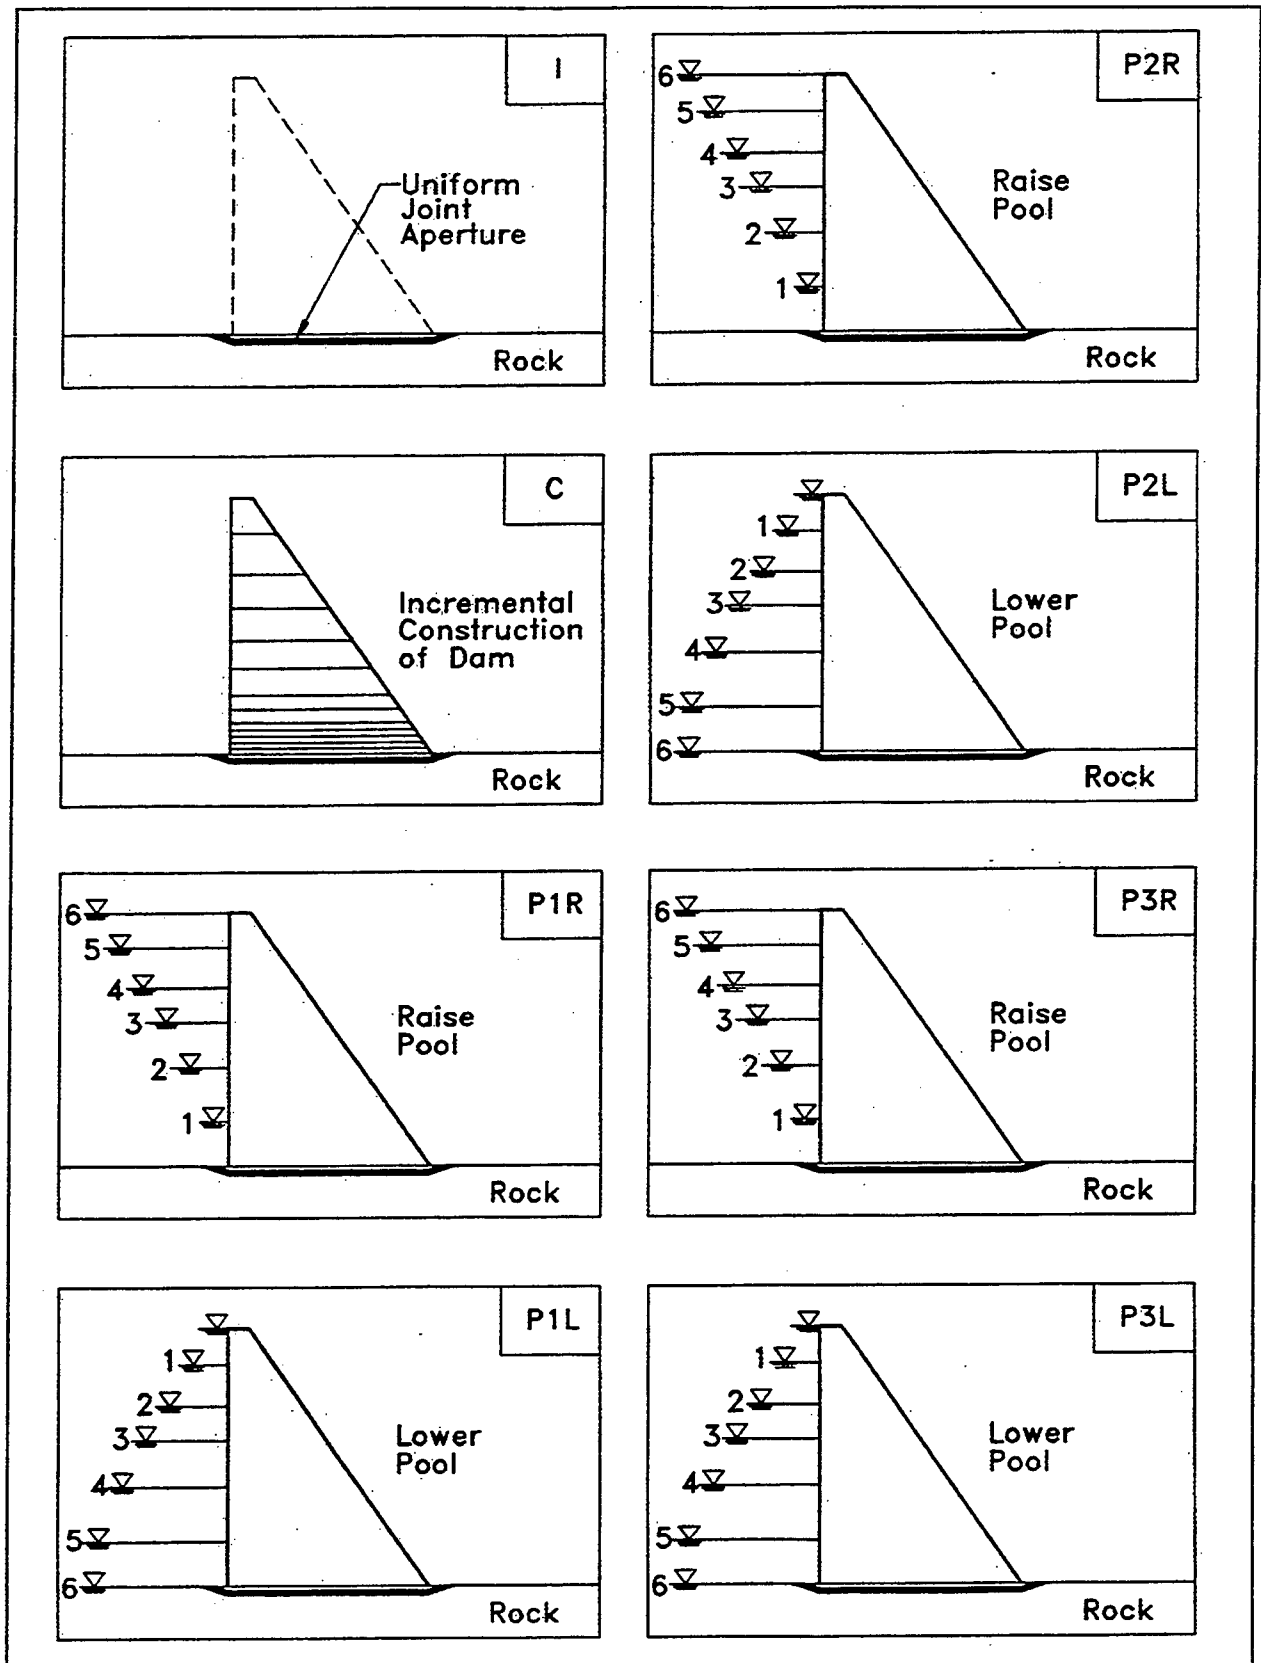 I
Uniform
Joint
Aperture
Rock
C
Incremental
Construction
of Dam
Rock
P1R
6
5
4
3
2
1
Raise
Pool
Rock
P1L
1
2
3
4
5
6
Lower
Pool
Rock
P2R
6
5
4
3
2
1
Raise
Pool
Rock
P2L
1
2
3
4
5
6
Lower
Pool
Rock
P3R
6
5
4
3
2
1
Raise
Pool
Rock
P3L
1
2
3
4
5
6
Lower
Pool
Rock